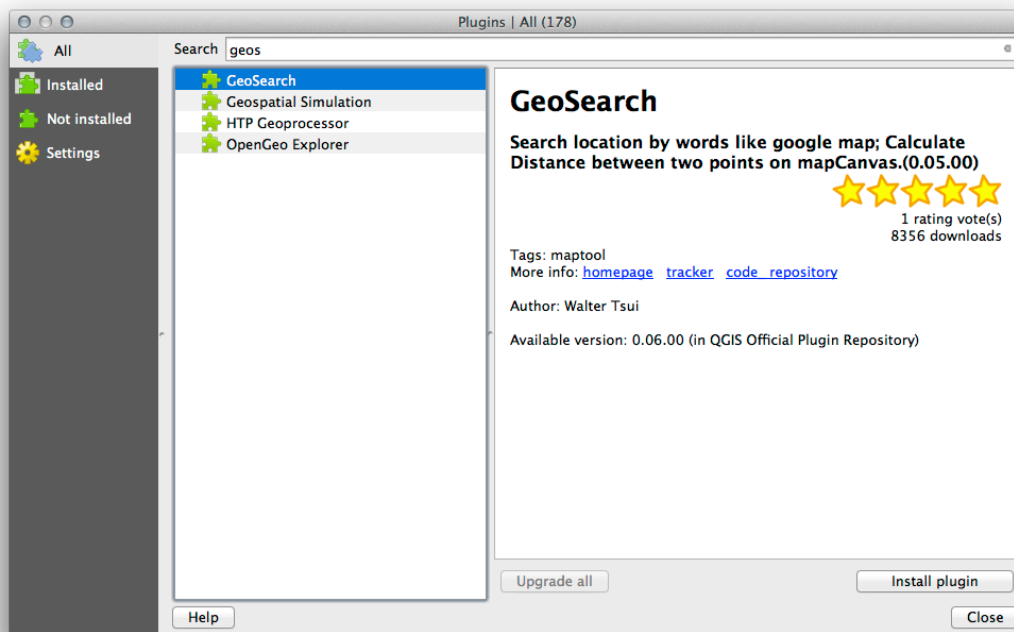 Plugins | All (178)
All
Installed
Not installed
Settings
Search geos
GeoSearch
Geospatial Simulation
HTP Geoprocessor
OpenGeo Explorer
GeoSearch
Search location by words like google map; Calculate
Distance between two points on mapCanvas.(0.05.00)
1 rating vote(s)
8356 downloads
Tags: maptool
More info: homepage tracker code_repository
Author: Walter Tsui
Available version: 0.06.00 (in QGIS Official Plugin Repository)
Upgrade all
Install plugin
Help
Close